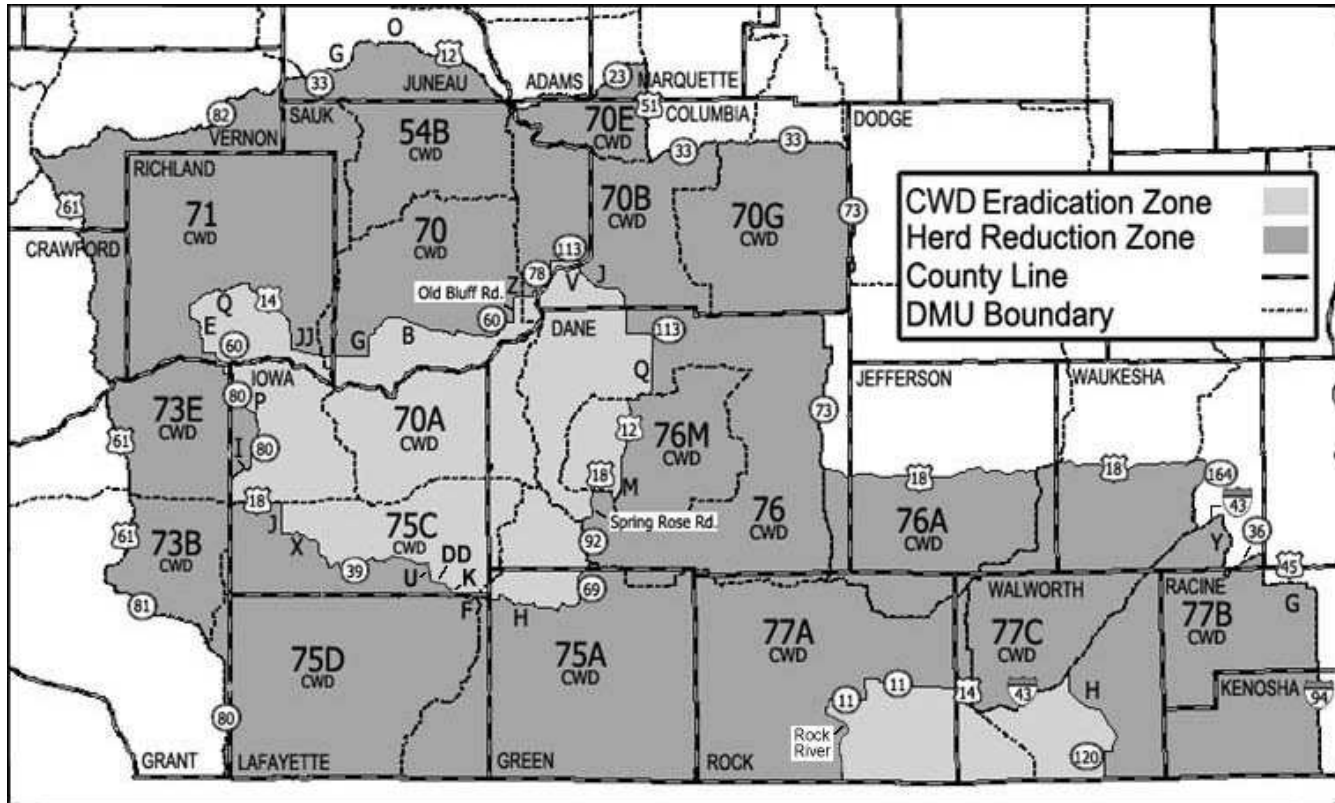 O
G
12
33
JUNEAU
ADAMS
23
MARQUETTE
51
COLUMBIA
SAUK
82
VERNON
54B
CWD
70E
CWD
DODGE
33
33
RICHLAND
61
71
CWD
70
CWD
70B
CWD
70G
CWD
73
CRAWFORD
CWD Eradication Zone
Herd Reduction Zone
County Line
DMU Boundary
113
78
V
J
Z
Old Bluff Rd.
Q
14
E
60
JJ
G
B
60
DANE
113
Q
IOWA
JEFFERSON
WAUKESHA
73E
CWD
80
P
70A
CWD
61
I
80
12
76M
CWD
73
18
M
18
18
164
43
18
J
X
75C
CWD
Spring Rose Rd.
76
CWD
76A
CWD
61
73B
CWD
92
36
Y
39
U
DD
K
69
45
81
F
H
WALWORTH
RACINE
G
75D
CWD
75A
CWD
77A
CWD
77C
CWD
77B
CWD
11
11
14
43
H
KENOSHA
94
80
Rock
River
120
GRANT
LAFAYETTE
GREEN
ROCK